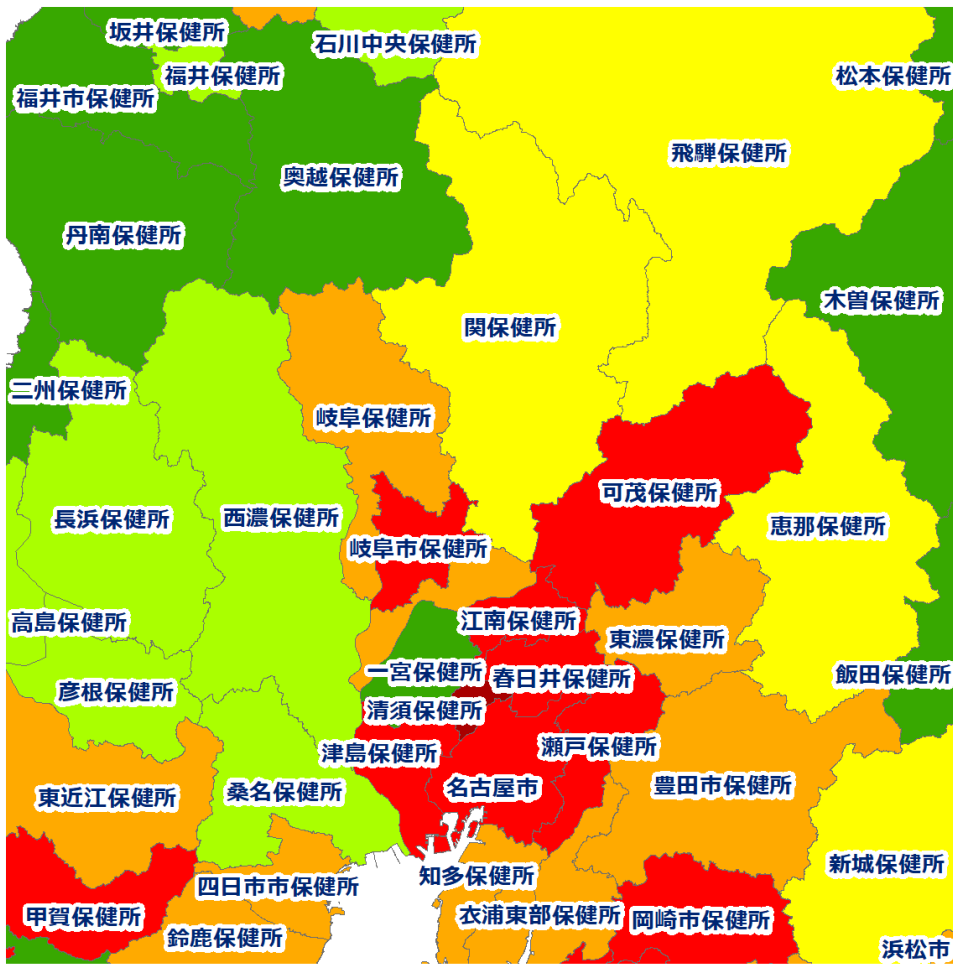 坂井保健所
石川中央保健所
福井保健所
松本保健所
福井市保健所
飛騨保健所
奥越保健所
丹南保健所
木曽保健所
関保健所
二州保健所
岐阜保健所
可茂保健所
長浜保健所
西濃保健所
恵那保健所
岐阜市保健所
高島保健所
江南保健所
東濃保健所
一宮保健所
春日井保健所
飯田保健所
彦根保健所
清須保健所
瀬戸保健所
津島保健所
豊田市保健所
名古屋市
桑名保健所
東近江保健所
新城保健所
知多保健所
四日市市保健所
甲賀保健所
衣浦東部保健所
岡崎市保健所
鈴鹿保健所
浜松市